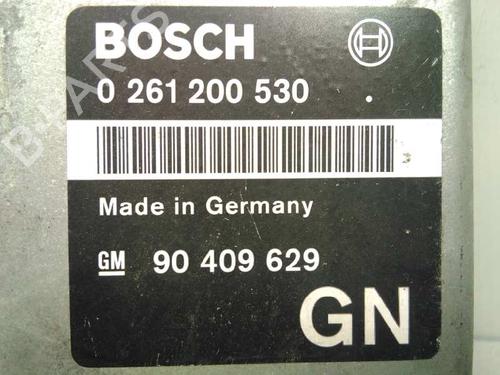 BOSCH
0 261 200 530 .
Made in Germany
GM 90 409 629
GN